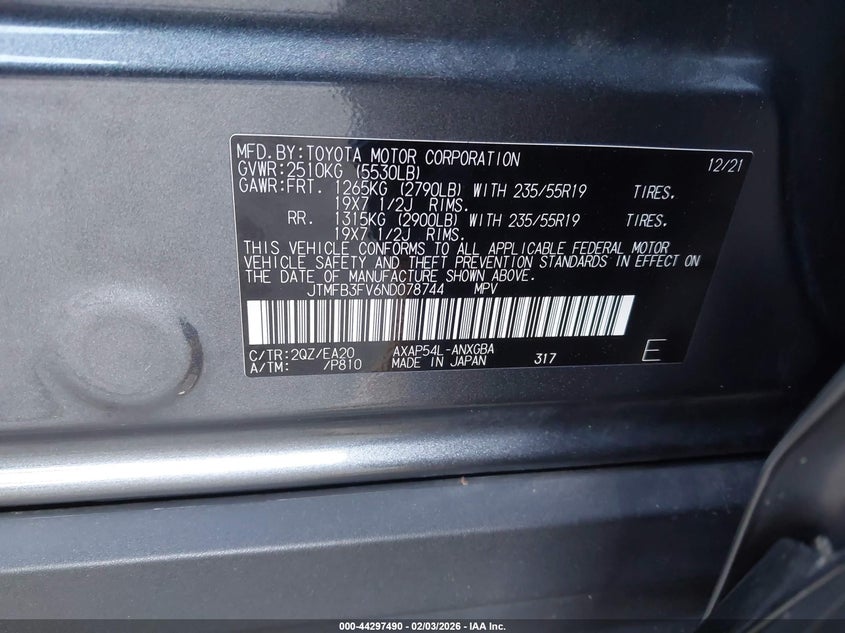 MFD. BY: TOYOTA MOTOR CORPORATION 12/21
GVWR: 2510KG (5530LB)
GAWR: FRT. 1265KG (2790LB) WITH 235/55R19 TIRES.
19X7 1/2J RIMS.
RR. 1315KG (2900LB) WITH 235/55R19 TIRES.
19X7 1/2J RIMS.
THIS VEHICLE CONFORMS TO ALL APPLICABLE FEDERAL MOTOR
VEHICLE SAFETY AND THEFT PREVENTION STANDARDS IN EFFECT ON
THE DATE OF MANUFACTURE SHOWN ABOVE.
JTMFB3FV6ND078744 MPV
C/TR: 2QZ/EA20 AXAP54L-ANXGBA
A/TM: /P810 MADE IN JAPAN 317 E
000-44297490 - 02/03/2026 - IAA Inc.